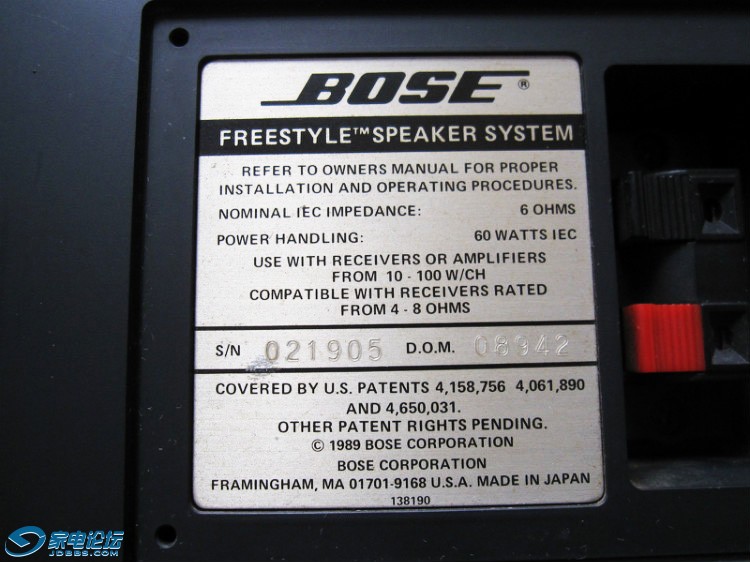 BOSE®
FREESTYLE™ SPEAKER SYSTEM
REFER TO OWNERS MANUAL FOR PROPER
INSTALLATION AND OPERATING PROCEDURES.
NOMINAL IEC IMPEDANCE: 6 OHMS
POWER HANDLING: 60 WATTS IEC
USE WITH RECEIVERS OR AMPLIFIERS
FROM 10 - 100 W/CH
COMPATIBLE WITH RECEIVERS RATED
FROM 4 - 8 OHMS
S/N 021905 D.O.M. 08942
COVERED BY U.S. PATENTS 4,158,756 4,061,890
AND 4,650,031.
OTHER PATENT RIGHTS PENDING.
© 1989 BOSE CORPORATION
BOSE CORPORATION
FRAMINGHAM, MA 01701-9168 U.S.A. MADE IN JAPAN
138190
家电论坛
JDBBS.COM